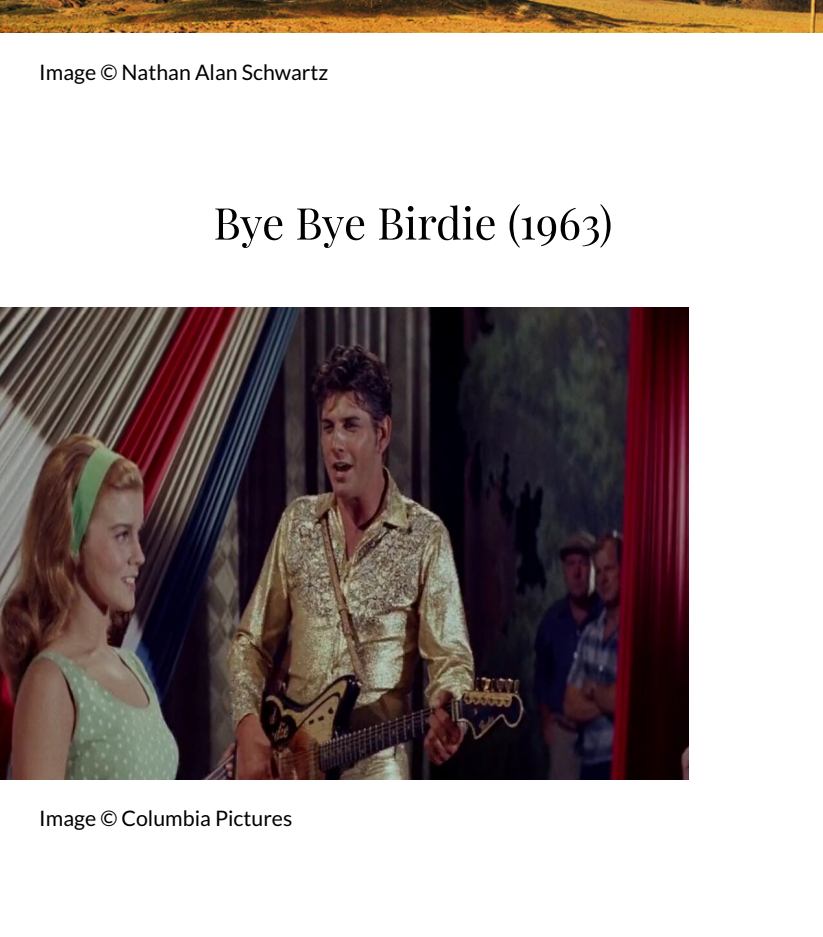 Image © Nathan Alan Schwartz
Bye Bye Birdie (1963)
Image © Columbia Pictures